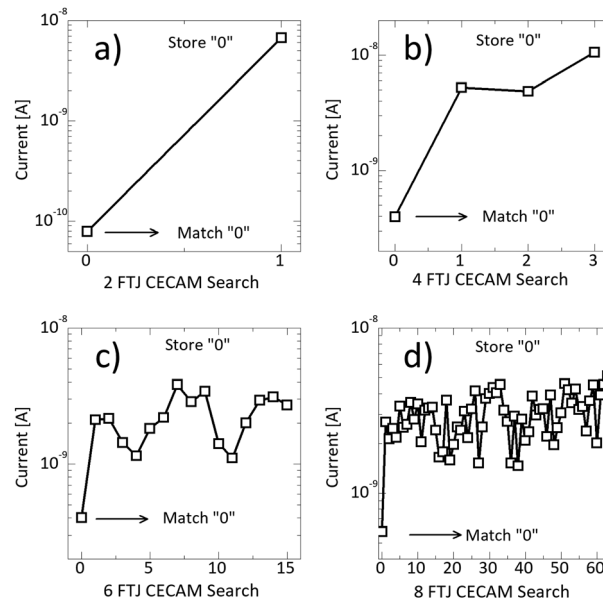 a)
Store "0"
10⁻⁸
10⁻⁹
10⁻¹⁰
Current [A]
Match "0"
0 1
2 FTJ CECAM Search
b)
Store "0"
10⁻⁸
10⁻⁹
Current [A]
Match "0"
0 1 2 3
4 FTJ CECAM Search
c)
Store "0"
10⁻⁸
10⁻⁹
Current [A]
Match "0"
0 5 10 15
6 FTJ CECAM Search
d)
Store "0"
10⁻⁸
10⁻⁹
Current [A]
Match "0"
0 10 20 30 40 50 60
8 FTJ CECAM Search